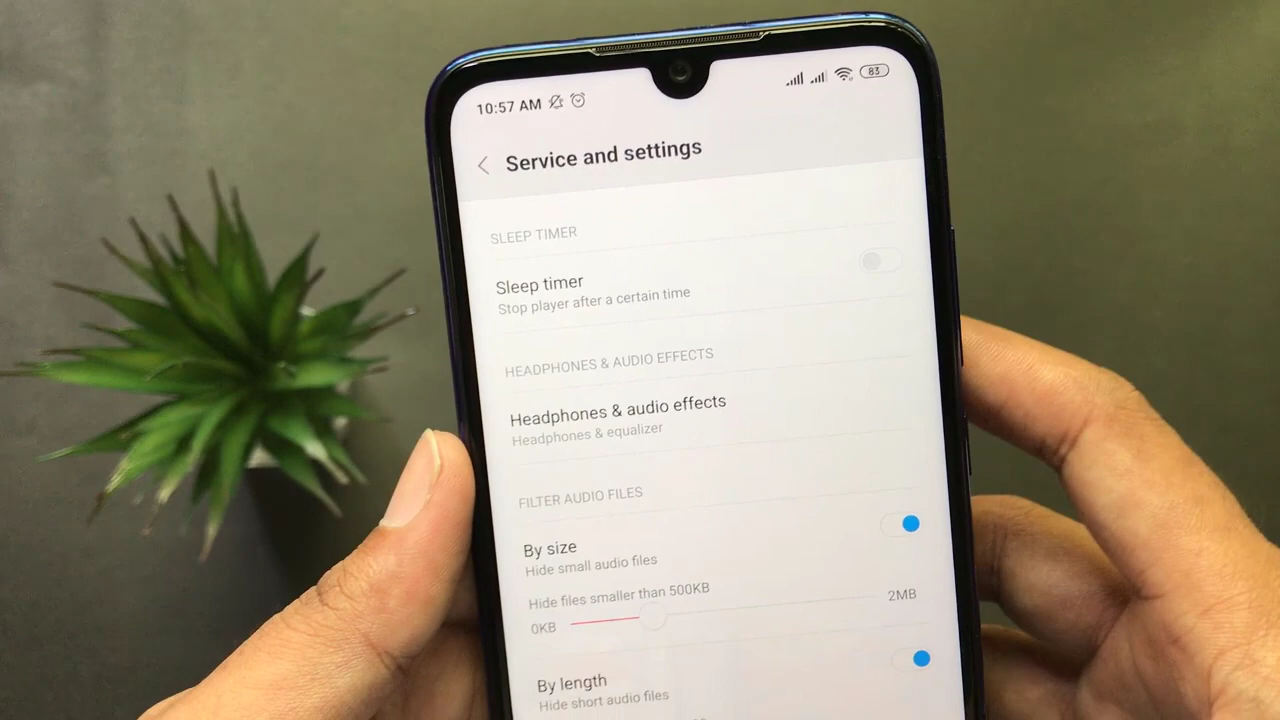 10:57 AM
83
Service and settings
SLEEP TIMER
Sleep timer
Stop player after a certain time
HEADPHONES & AUDIO EFFECTS
Headphones & audio effects
Headphones & equalizer
FILTER AUDIO FILES
By size
Hide small audio files
Hide files smaller than 500KB
0KB
2MB
By length
Hide short audio files